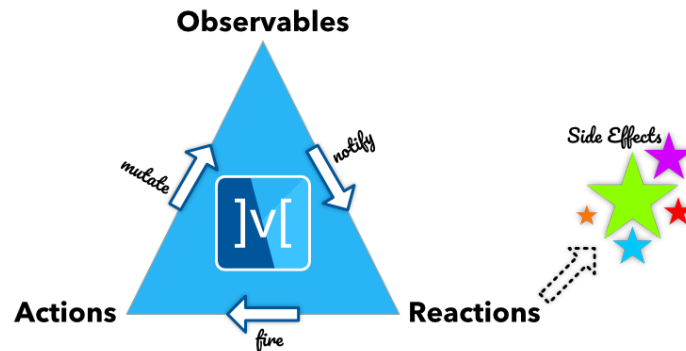 Observables
mutate
notify
Side Effects
]v[
Actions
fire
Reactions